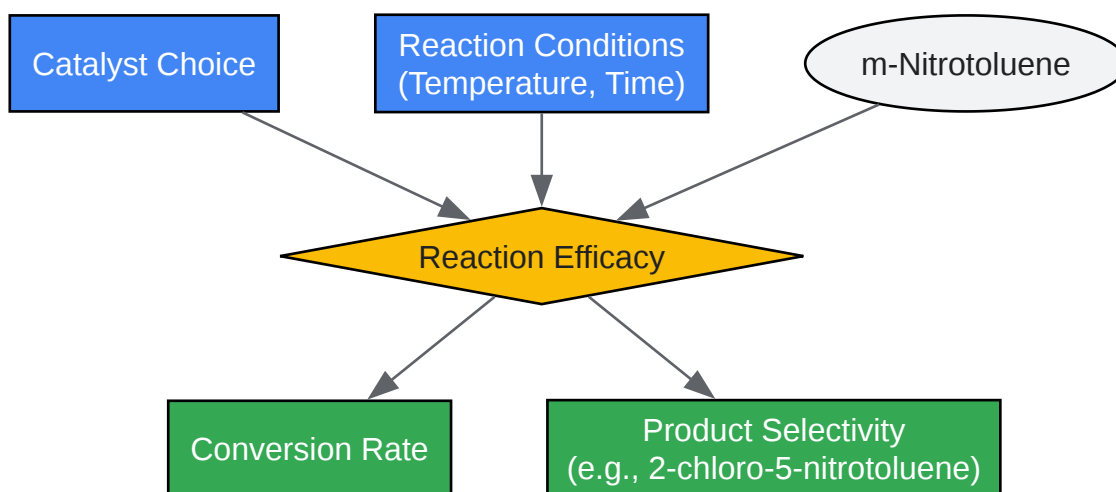 Catalyst Choice
Reaction Conditions
(Temperature, Time)
m-Nitrotoluene
Reaction Efficacy
Conversion Rate
Product Selectivity
(e.g., 2-chloro-5-nitrotoluene)